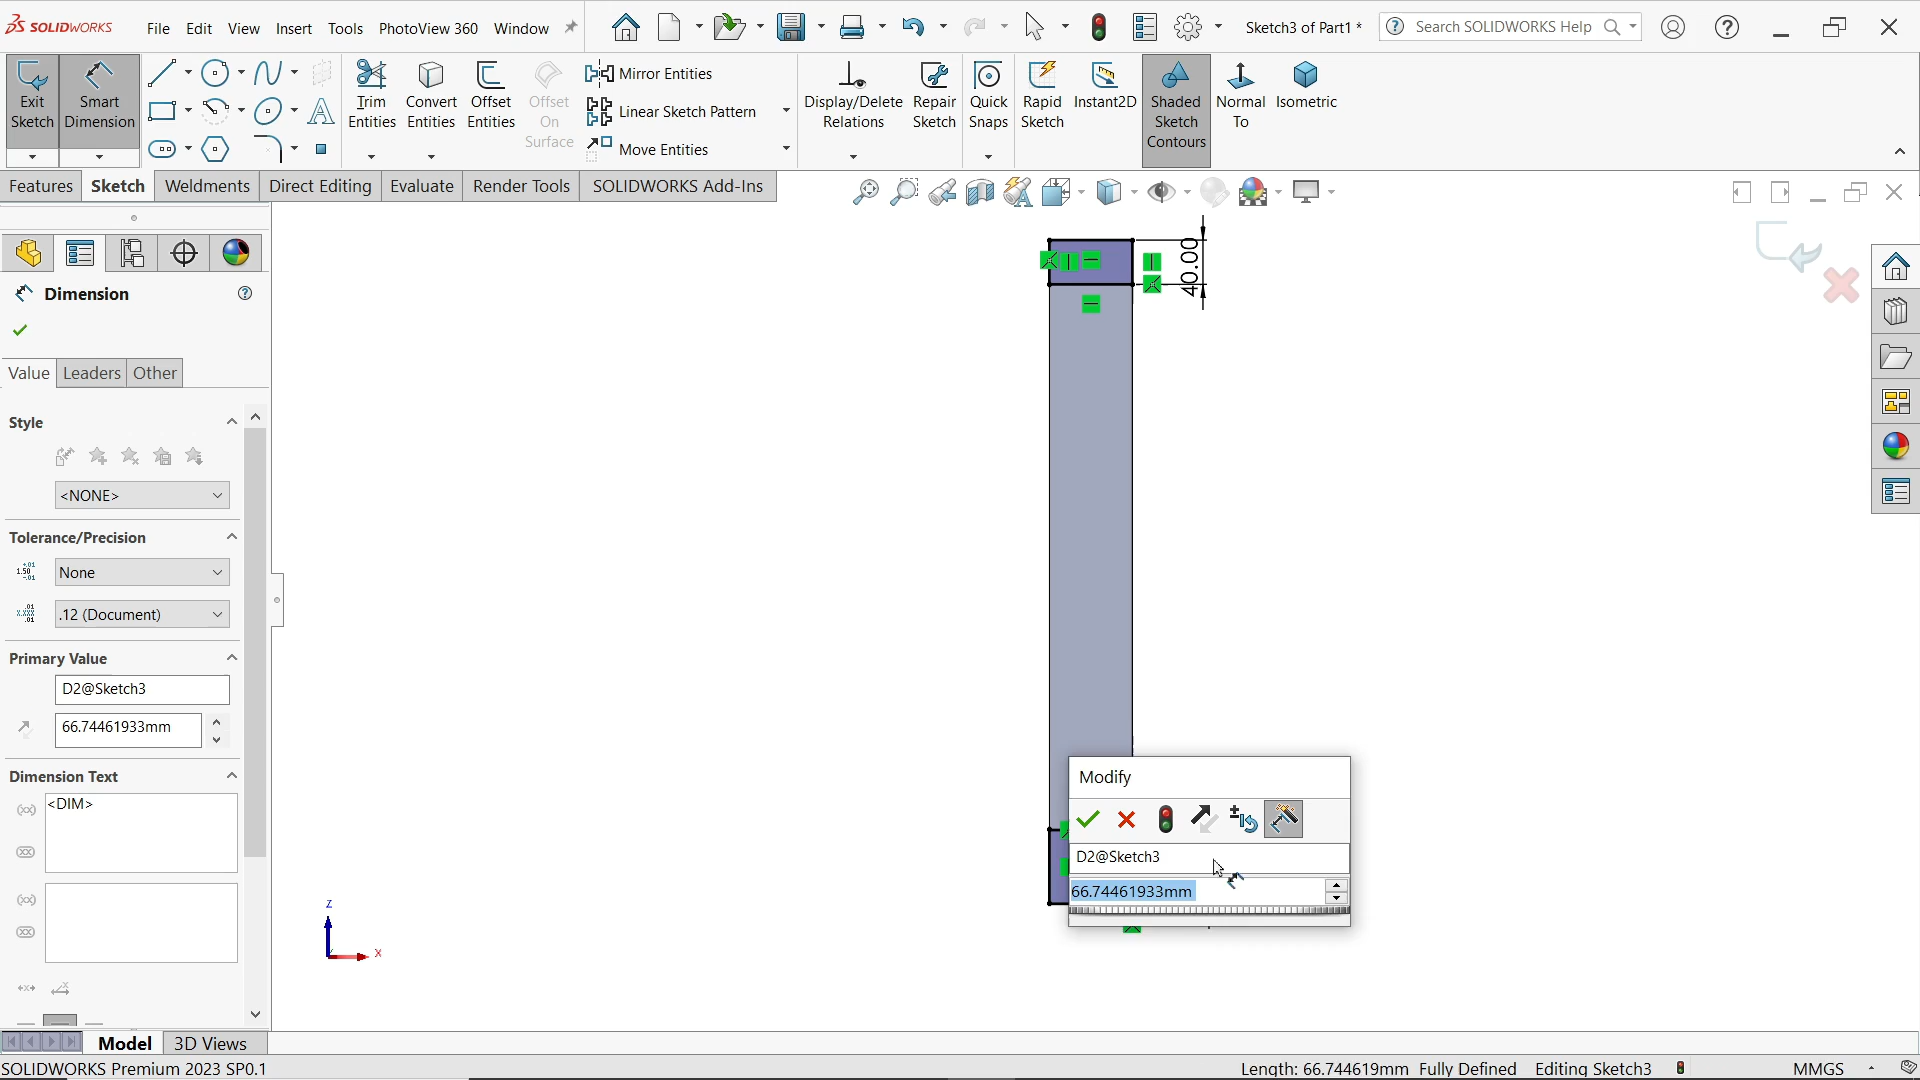 SOLIDWORKS
File Edit View Insert Tools PhotoView 360 Window
Sketch3 of Part1 *
Search SOLIDWORKS Help
Exit Sketch
Smart Dimension
Trim Entities
Convert Entities
Offset Entities
Offset On Surface
Mirror Entities
Linear Sketch Pattern
Move Entities
Display/Delete Relations
Repair Sketch
Quick Snaps
Rapid Sketch
Instant2D
Shaded Sketch Contours
Normal To
Isometric
Features Sketch Weldments Direct Editing Evaluate Render Tools SOLIDWORKS Add-Ins
Dimension
Value Leaders Other
Style
<NONE>
Tolerance/Precision
None
.12 (Document)
Primary Value
D2@Sketch3
66.74461933mm
Dimension Text
<DIM>
40.00
Modify
D2@Sketch3
66.74461933mm
z
x
Model 3D Views
SOLIDWORKS Premium 2023 SP0.1
Length: 66.744619mm Fully Defined Editing Sketch3 MMGS